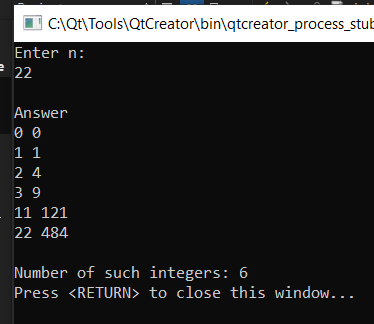 C:\Qt\Tools\QtCreator\bin\qtcreator_process_stub
Enter n:
22
Answer
0 0
1 1
2 4
3 9
11 121
22 484
Number of such integers: 6
Press <RETURN> to close this window...